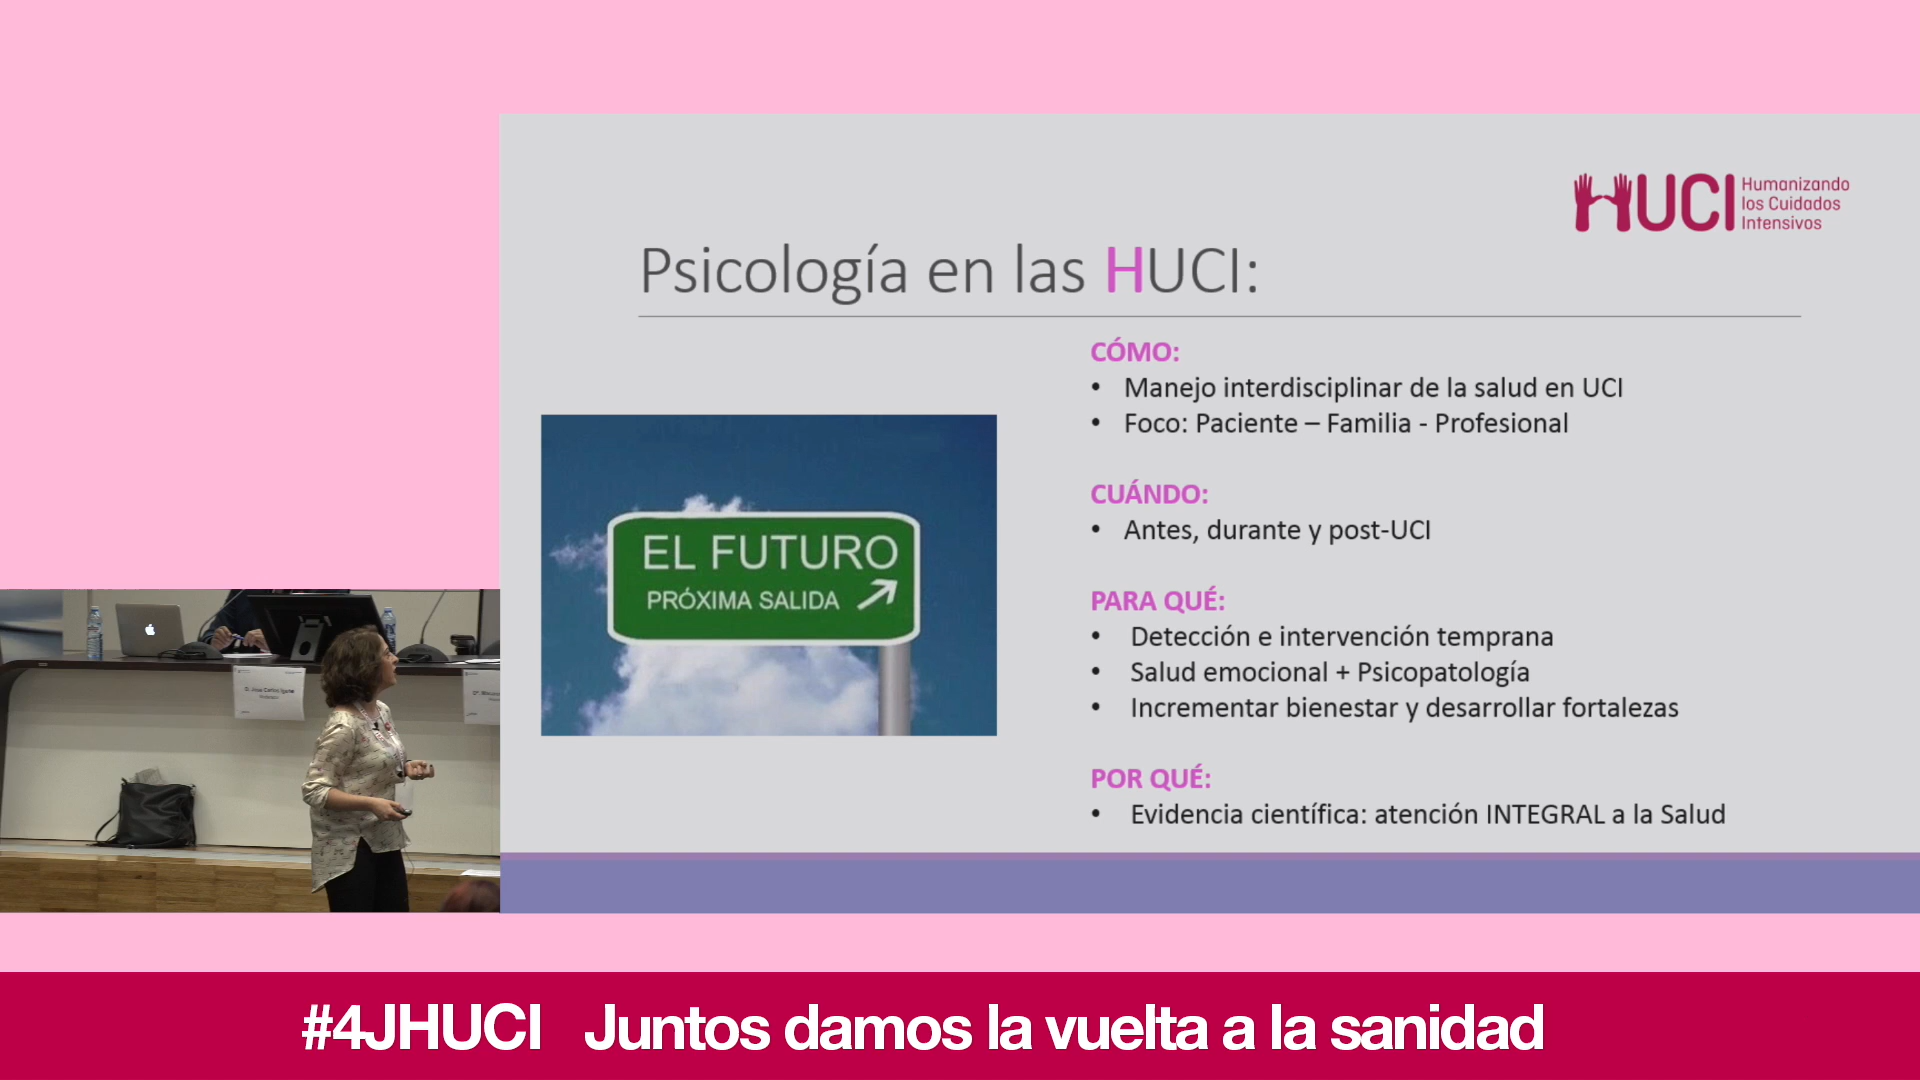 HUCI Humanizando
los Cuidados
Intensivos
Psicología en las HUCI:
CÓMO:
• Manejo interdisciplinar de la salud en UCI
• Foco: Paciente – Familia - Profesional
CUÁNDO:
• Antes, durante y post-UCI
PARA QUÉ:
• Detección e intervención temprana
• Salud emocional + Psicopatología
• Incrementar bienestar y desarrollar fortalezas
POR QUÉ:
• Evidencia científica: atención INTEGRAL a la Salud
EL FUTURO
PRÓXIMA SALIDA
#4JHUCI Juntos damos la vuelta a la sanidad